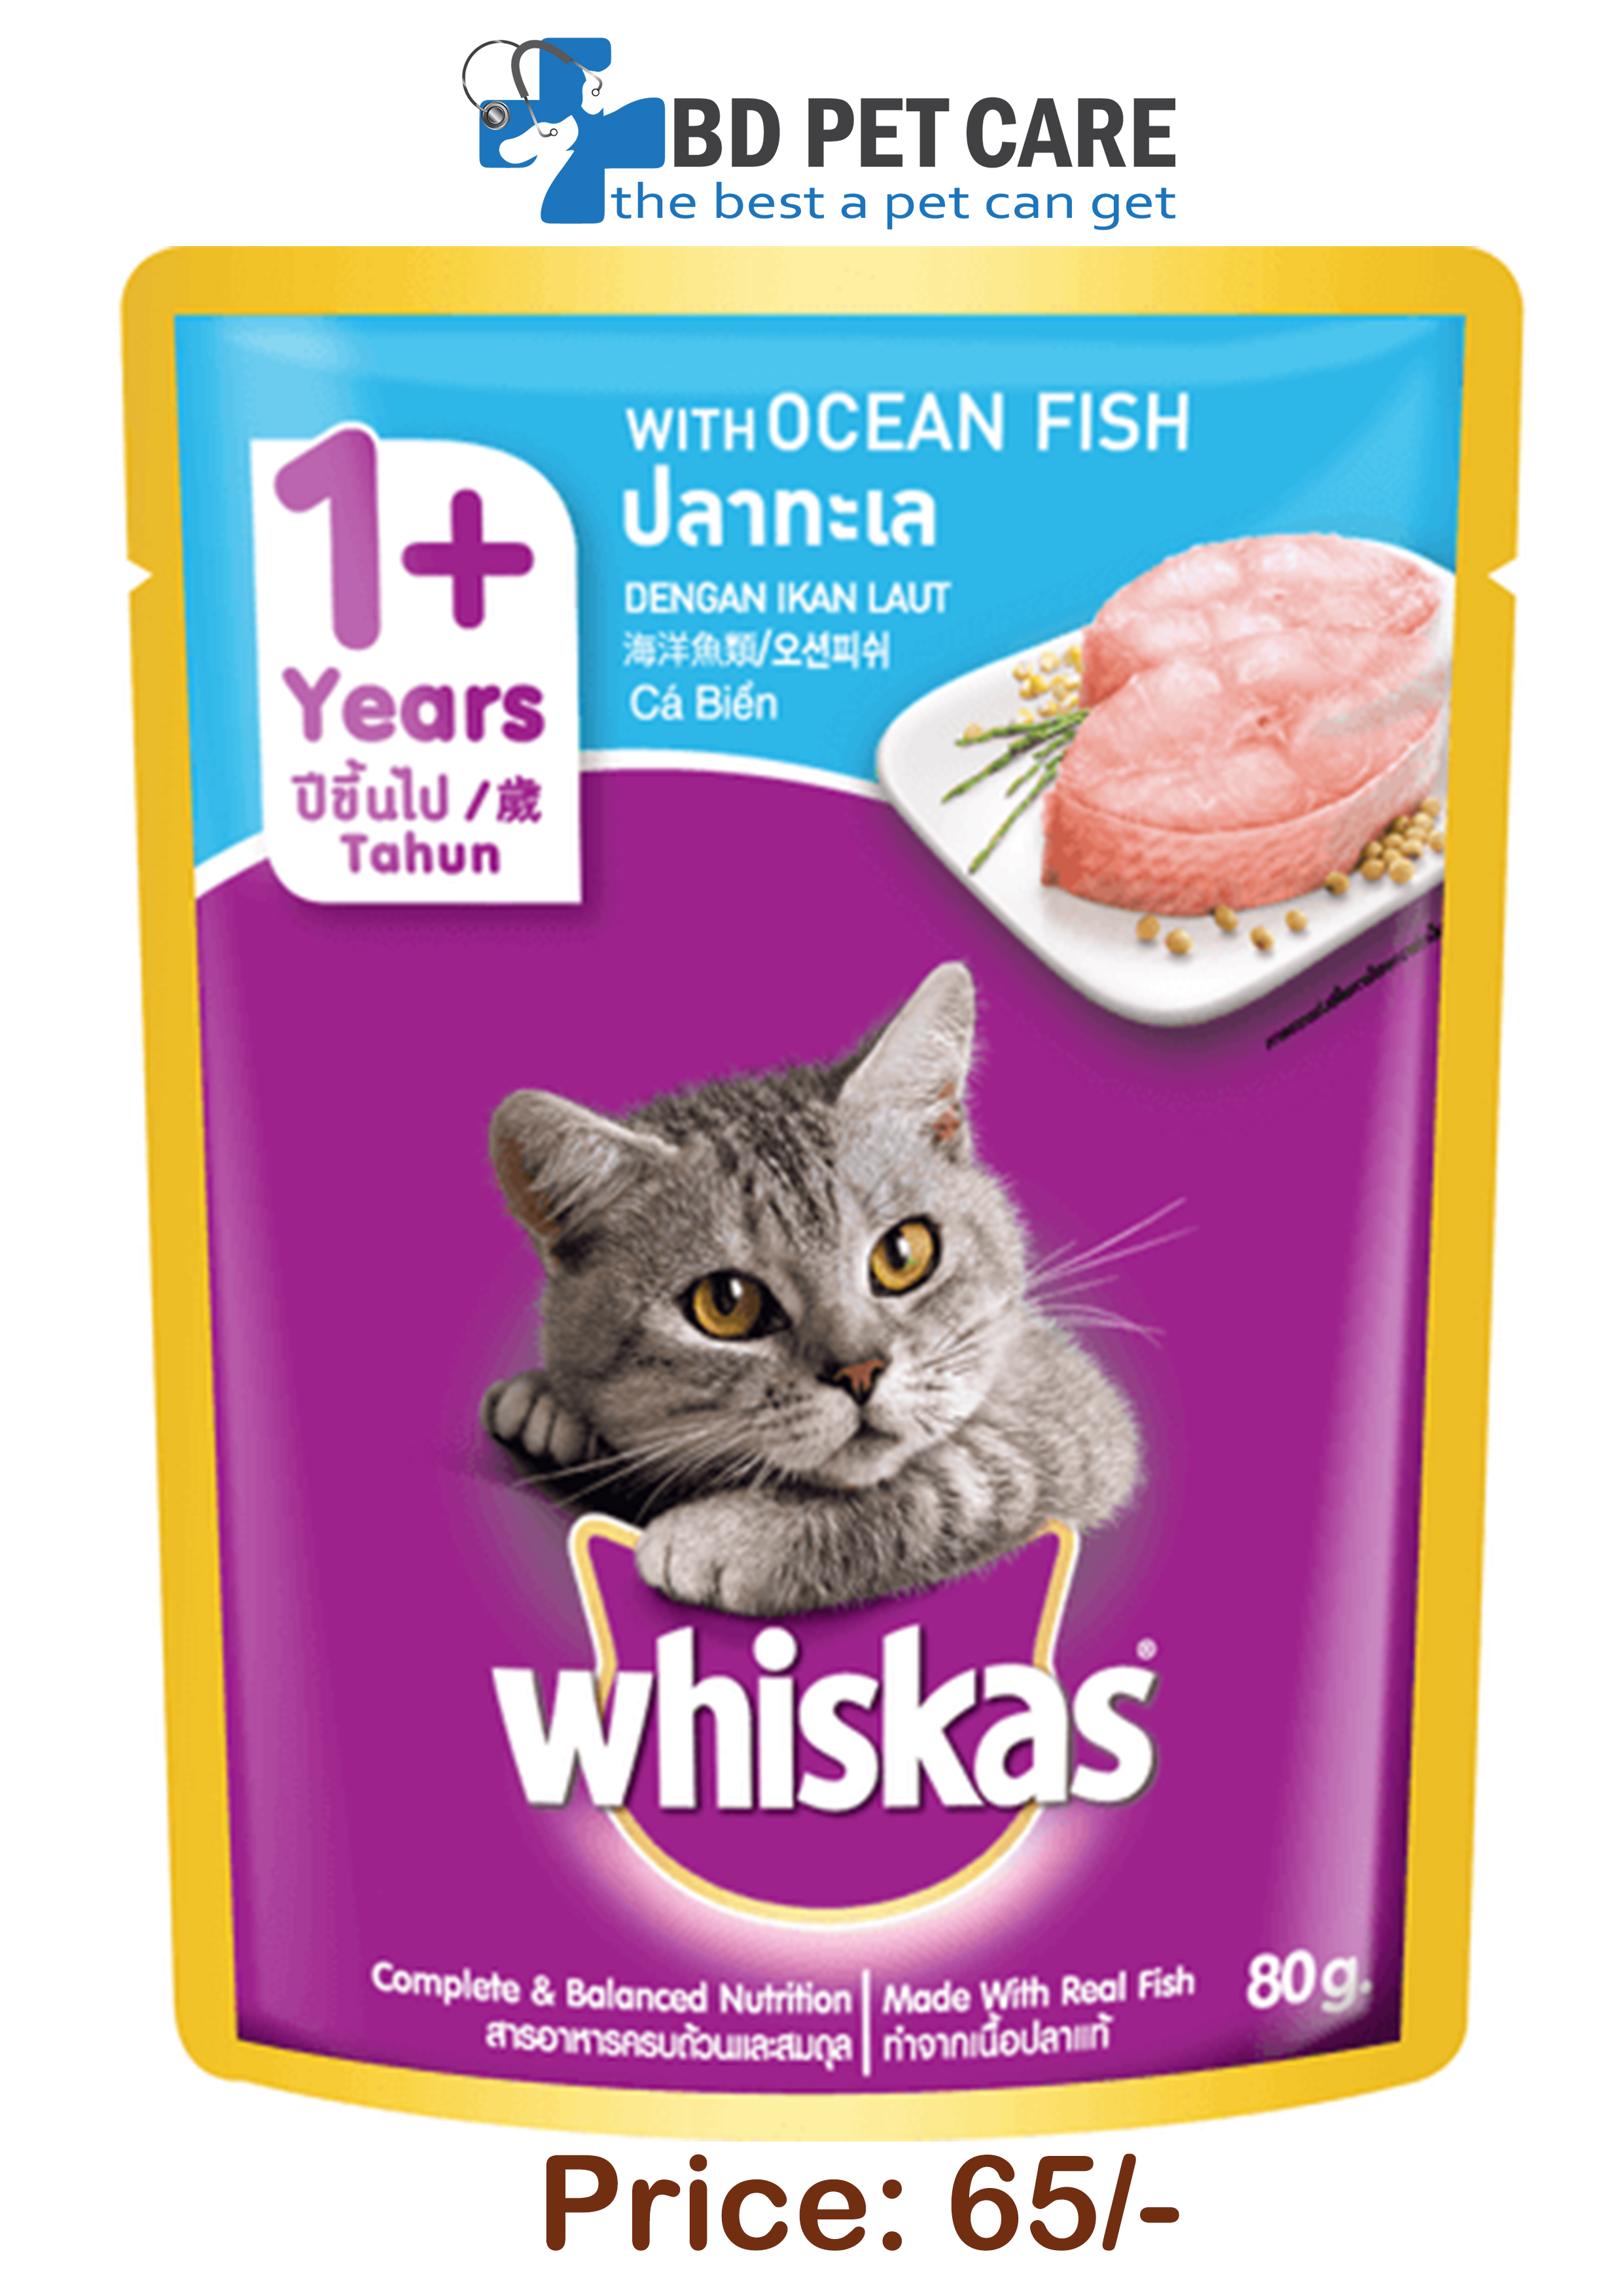 BD PET CARE
the best a pet can get
WITH OCEAN FISH
ปลาทะเล
DENGAN IKAN LAUT
海洋魚類/오션피쉬
Cá Biển
1+
Years
ปีขึ้นไป / 歲
Tahun
whiskas®
Complete & Balanced Nutrition
สารอาหารครบถ้วนและสมดุล
Made With Real Fish
ทำจากเนื้อปลาแท้
80g.
Price: 65/-